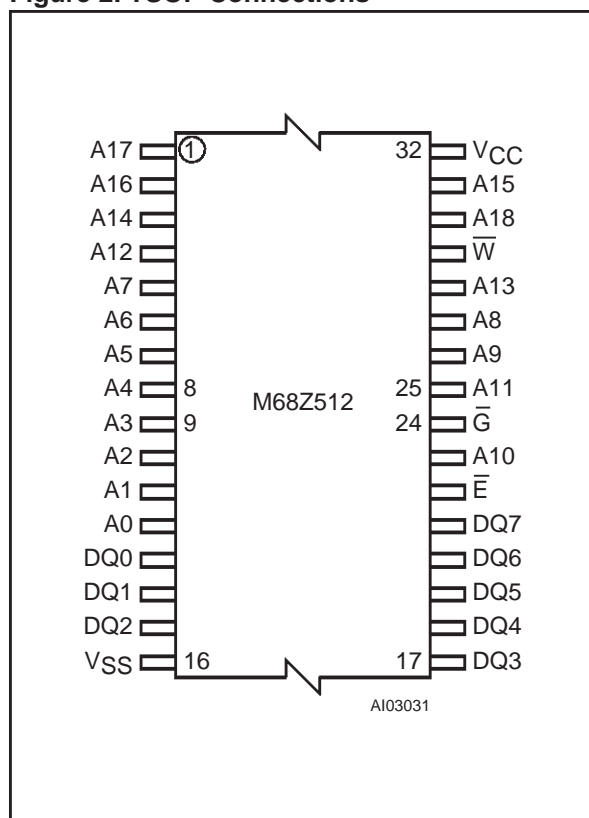 Figure 2. TSOP Connections
A17 1 32 VCC
A16 A15
A14 A18
A12 W̅
A7 A13
A6 A8
A5 A9
A4 8 25 A11
M68Z512
A3 9 24 G̅
A2 A10
A1 E̅
A0 DQ7
DQ0 DQ6
DQ1 DQ5
DQ2 DQ4
VSS 16 17 DQ3
AI03031